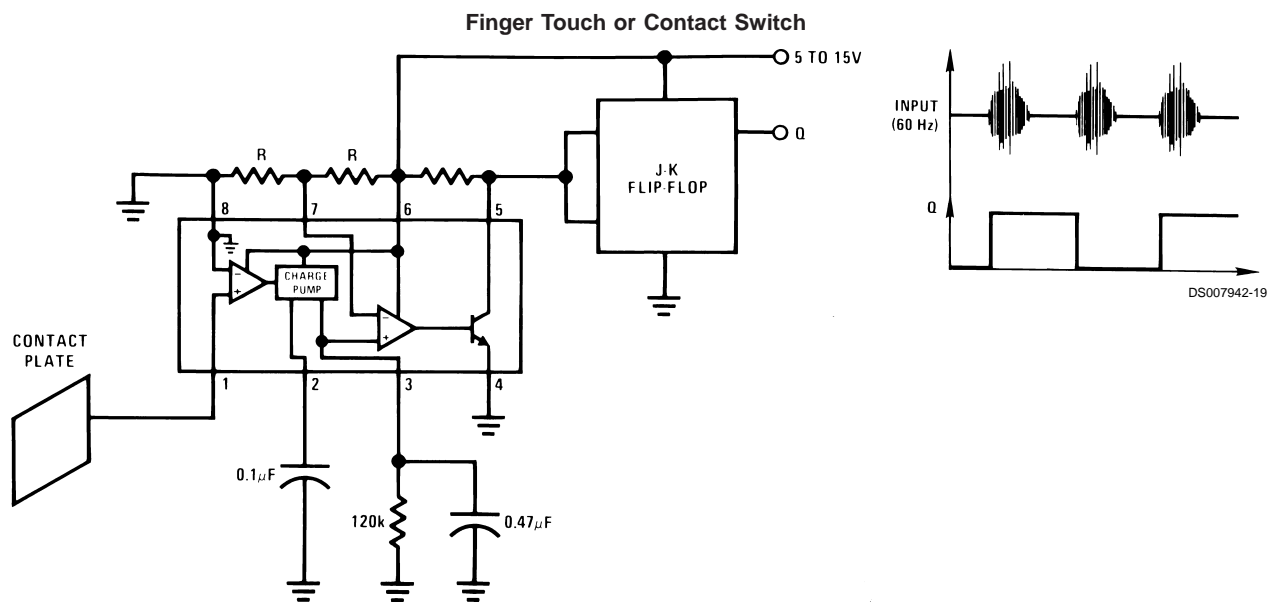 Finger Touch or Contact Switch
5 TO 15V
Q
J-K
FLIP-FLOP
R
R
8
7
6
5
-
+
CHARGE
PUMP
-
+
1
2
3
4
CONTACT
PLATE
0.1μF
120k
0.47μF
INPUT
(60 Hz)
Q
DS007942-19